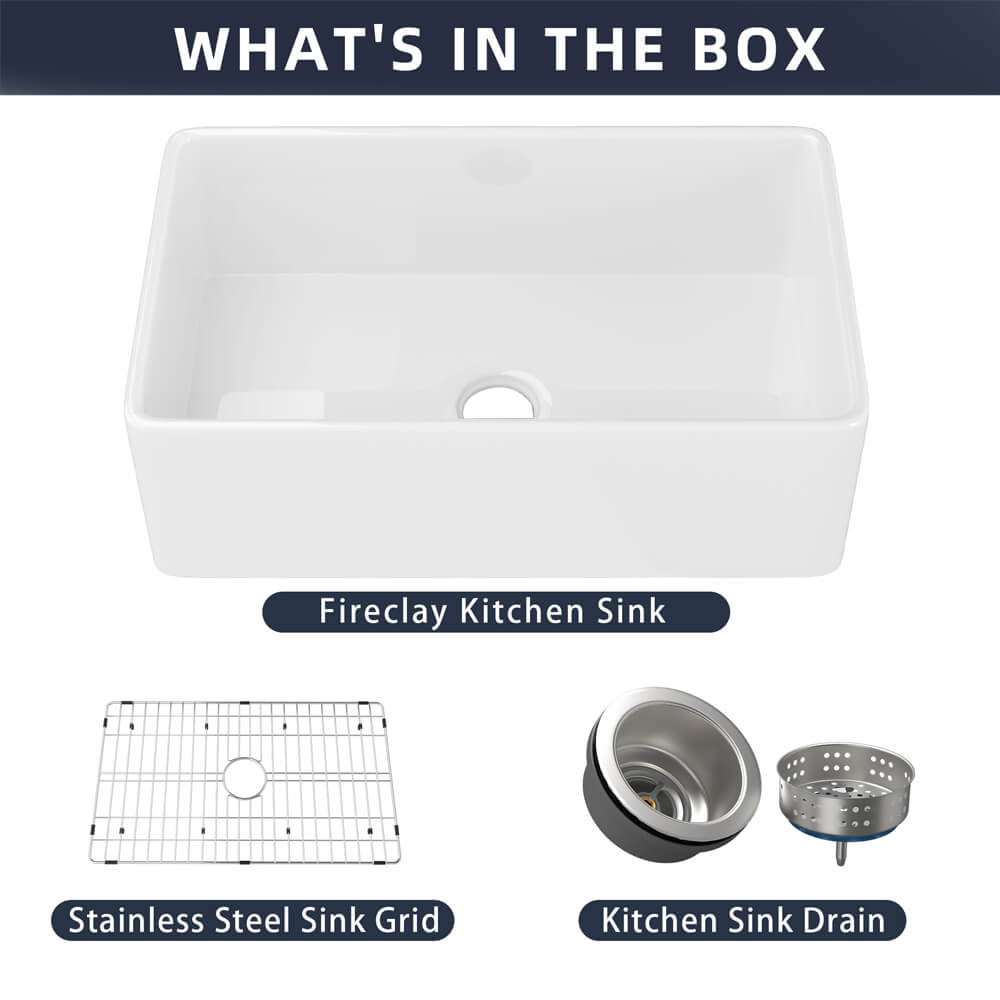 WHAT'S IN THE BOX
Fireclay Kitchen Sink
Stainless Steel Sink Grid
Kitchen Sink Drain